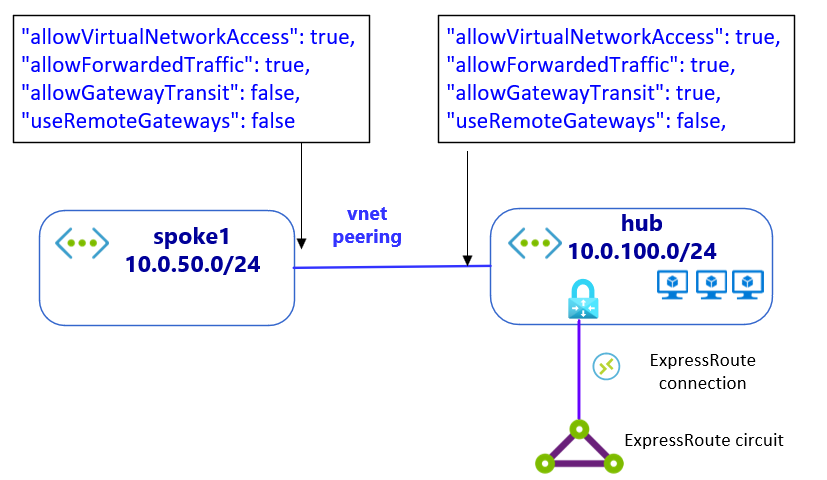 "allowVirtualNetworkAccess": true,
"allowForwardedTraffic": true,
"allowGatewayTransit": false,
"useRemoteGateways": false
"allowVirtualNetworkAccess": true,
"allowForwardedTraffic": true,
"allowGatewayTransit": true,
"useRemoteGateways": false,
spoke1
10.0.50.0/24
vnet
peering
hub
10.0.100.0/24
ExpressRoute
connection
ExpressRoute circuit